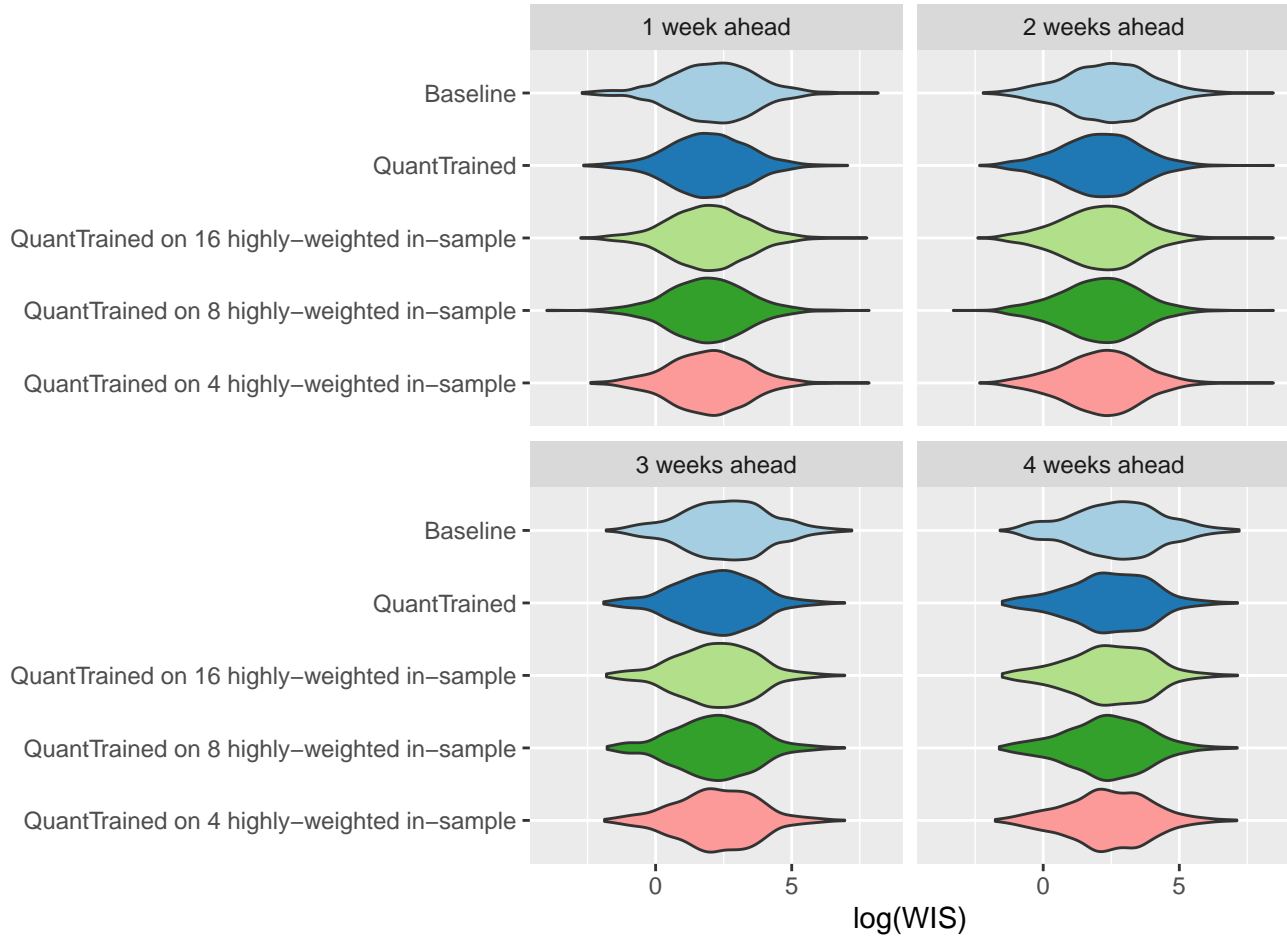 1 week ahead
2 weeks ahead
Baseline
QuantTrained
QuantTrained on 16 highly−weighted in−sample
QuantTrained on 8 highly−weighted in−sample
QuantTrained on 4 highly−weighted in−sample
3 weeks ahead
4 weeks ahead
Baseline
QuantTrained
QuantTrained on 16 highly−weighted in−sample
QuantTrained on 8 highly−weighted in−sample
QuantTrained on 4 highly−weighted in−sample
0 5 0 5
log(WIS)